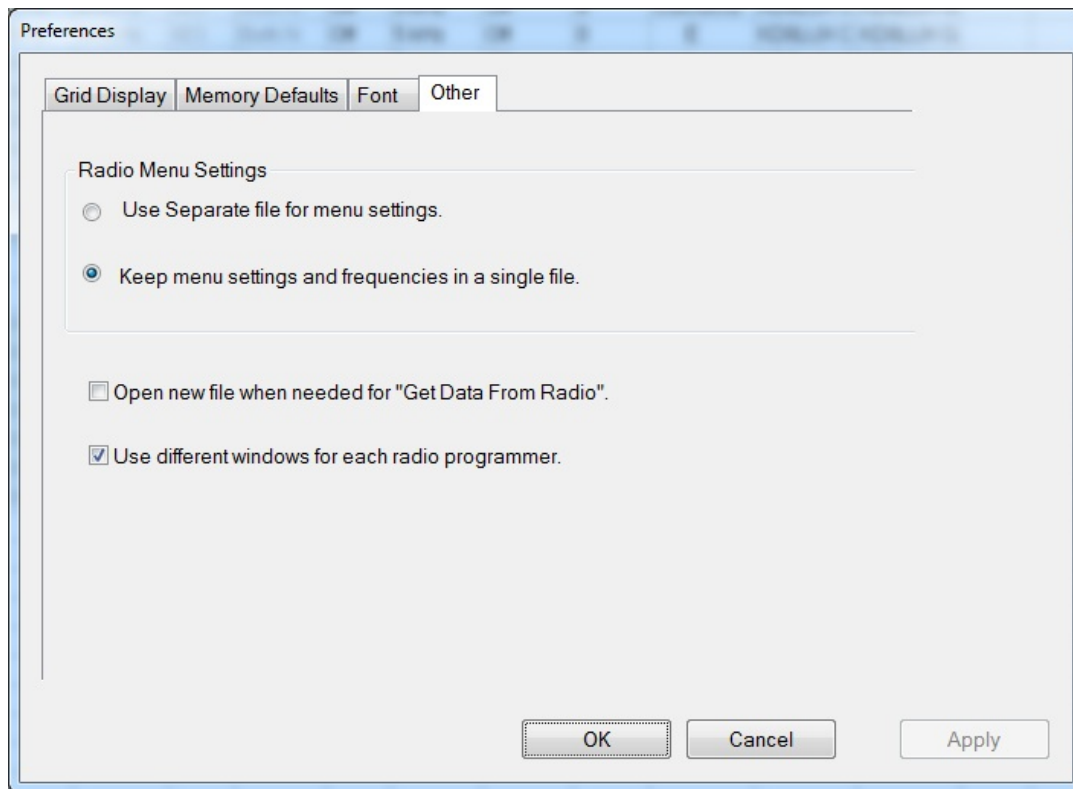 Preferences
Grid Display Memory Defaults Font Other
Radio Menu Settings
Use Separate file for menu settings.
Keep menu settings and frequencies in a single file.
Open new file when needed for "Get Data From Radio".
Use different windows for each radio programmer.
OK Cancel Apply